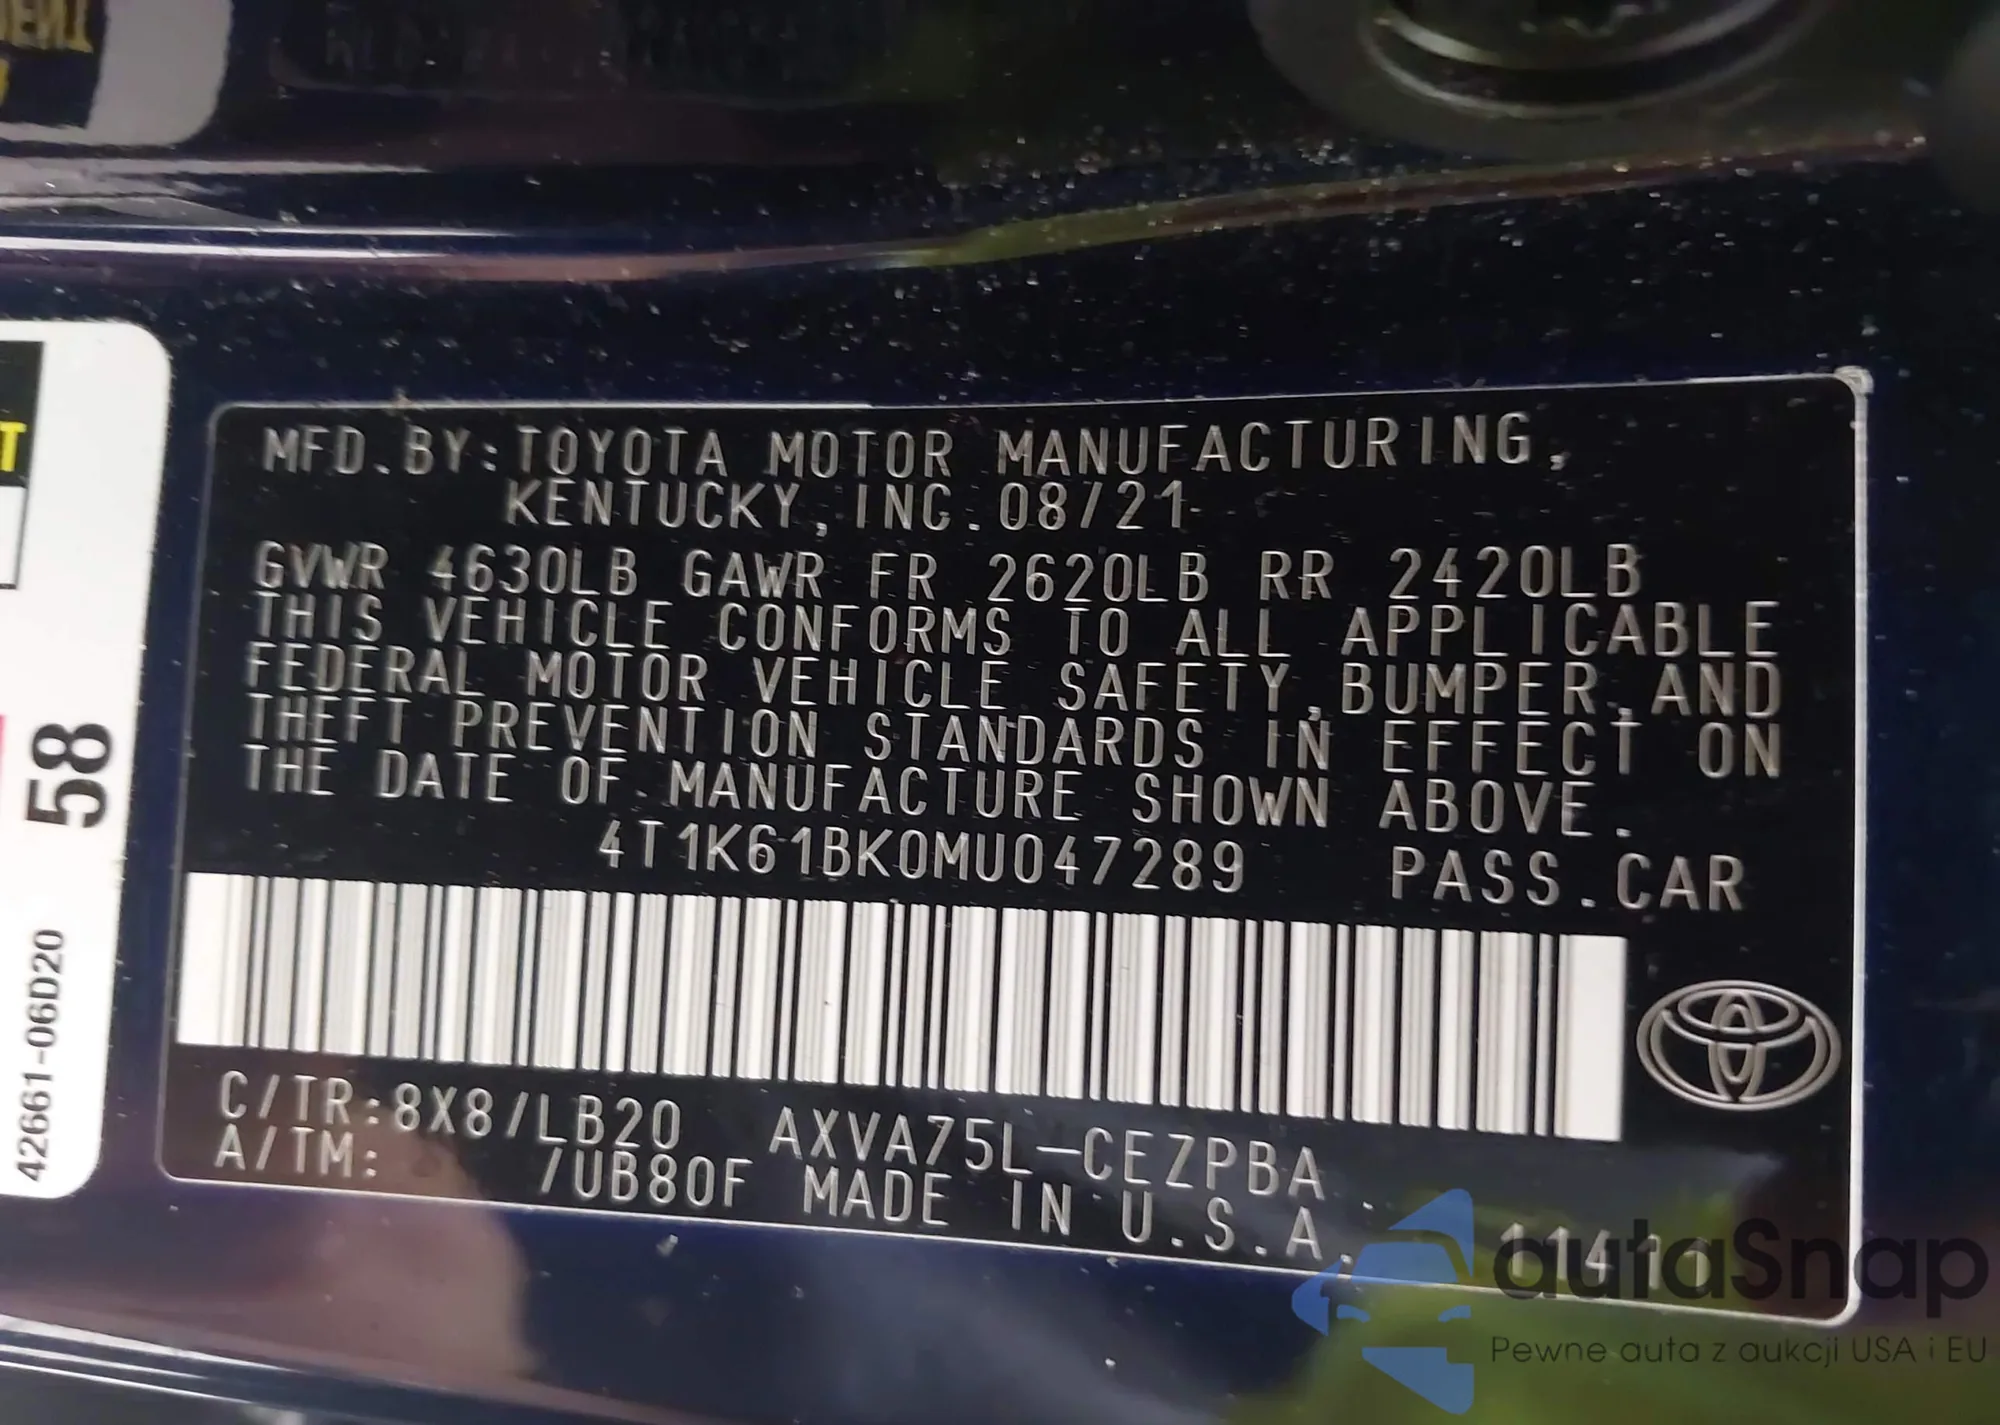 T
58
42661-06D20
MFD.BY:TOYOTA MOTOR MANUFACTURING,
KENTUCKY,INC.08/21
GVWR 4630LB GAWR FR 2620LB RR 2420LB
THIS VEHICLE CONFORMS TO ALL APPLICABLE
FEDERAL MOTOR VEHICLE SAFETY,BUMPER,AND
THEFT PREVENTION STANDARDS IN EFFECT ON
THE DATE OF MANUFACTURE SHOWN ABOVE.
4T1K61BK0MU047289 PASS.CAR
C/TR:8X8/LB20 AXVA75L-CEZPBA
A/TM: /UB80F MADE IN U.S.A.
11411
autaSnap
Pewne auta z aukcji USA i EU